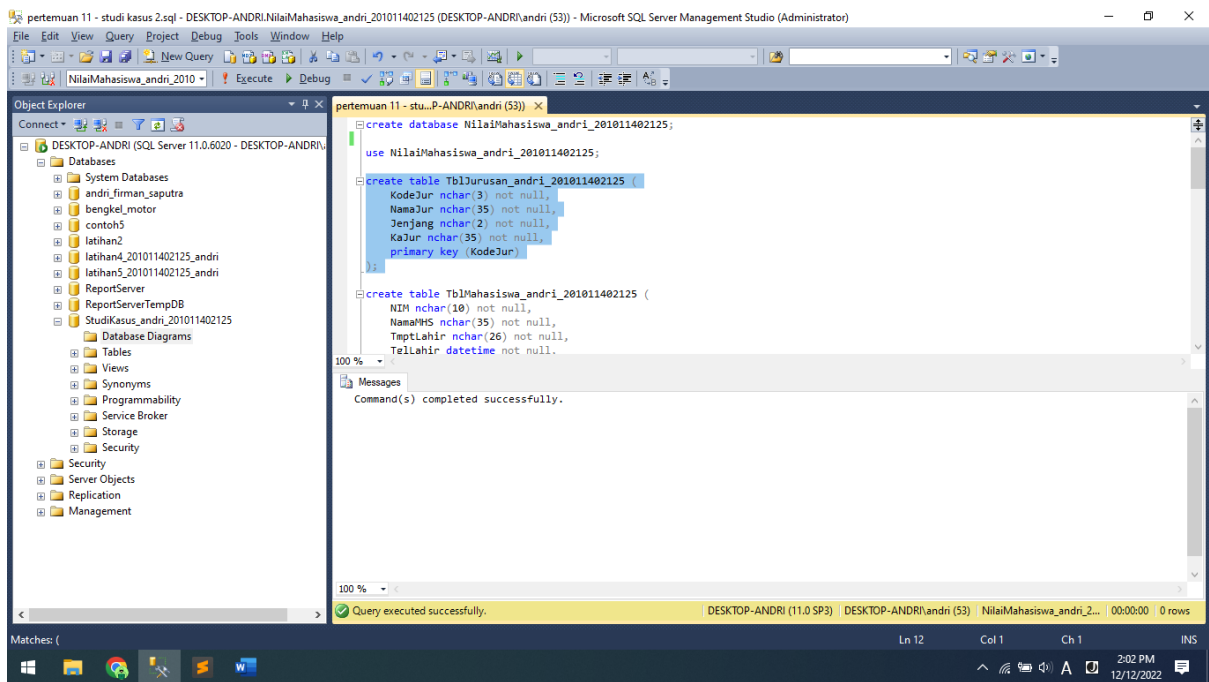 pertemuan 11 - studi kasus 2.sql - DESKTOP-ANDRI.NilaiMahasiswa_andri_201011402125 (DESKTOP-ANDRI\andri (53)) - Microsoft SQL Server Management Studio (Administrator)
File Edit View Query Project Debug Tools Window Help
New Query
NilaiMahasiswa_andri_2010 Execute Debug
Object Explorer
Connect
DESKTOP-ANDRI (SQL Server 11.0.6020 - DESKTOP-ANDRI\
Databases
System Databases
andri_firman_saputra
bengkel_motor
contoh5
latihan2
latihan4_201011402125_andri
latihan5_201011402125_andri
ReportServer
ReportServerTempDB
StudiKasus_andri_201011402125
Database Diagrams
Tables
Views
Synonyms
Programmability
Service Broker
Storage
Security
Security
Server Objects
Replication
Management
pertemuan 11 - stu...P-ANDRI\andri (53))
create database NilaiMahasiswa_andri_201011402125;
use NilaiMahasiswa_andri_201011402125;
create table TblJurusan_andri_201011402125 (
KodeJur nchar(3) not null,
NamaJur nchar(35) not null,
Jenjang nchar(2) not null,
KaJur nchar(35) not null,
primary key (KodeJur)
);
create table TblMahasiswa_andri_201011402125 (
NIM nchar(10) not null,
NamaMHS nchar(35) not null,
TmptLahir nchar(26) not null,
TglLahir datetime not null,
100 %
Messages
Command(s) completed successfully.
100 %
Query executed successfully. DESKTOP-ANDRI (11.0 SP3) DESKTOP-ANDRI\andri (53) NilaiMahasiswa_andri_2... 00:00:00 0 rows
Matches: ( Ln 12 Col 1 Ch 1 INS
A J 2:02 PM
12/12/2022